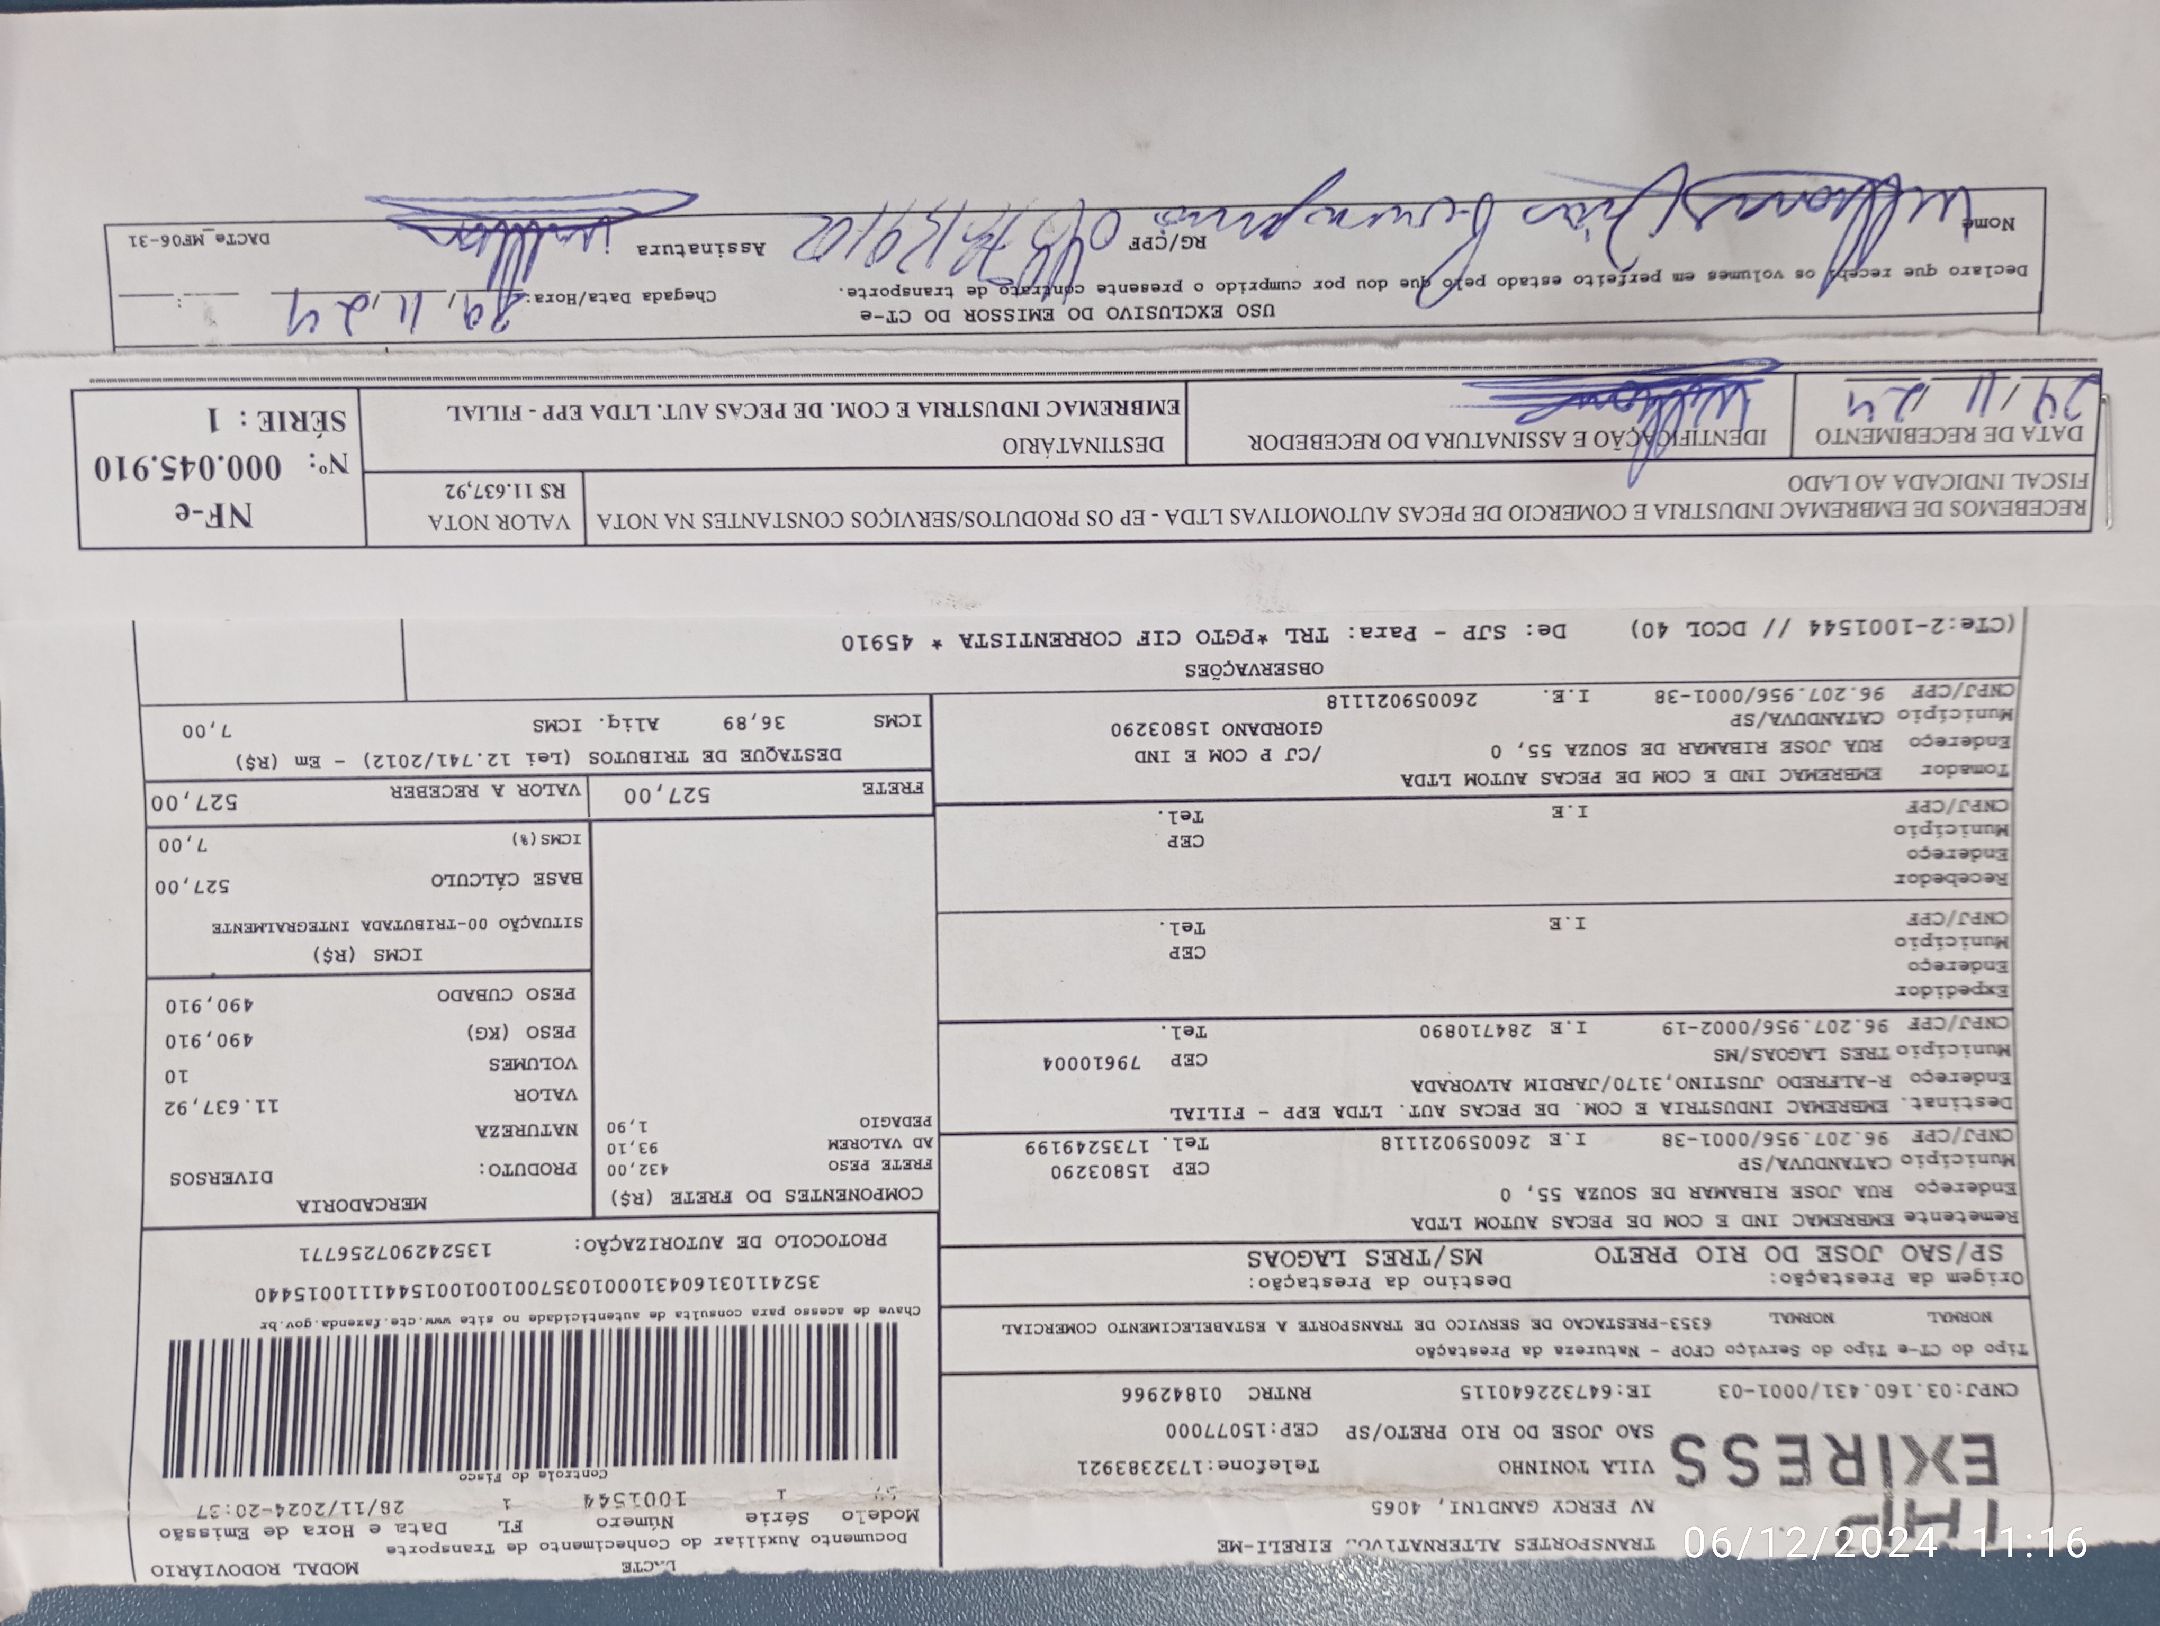 DACTE MODAL RODOVIÁRIO
Documento Auxiliar do Conhecimento de Transporte
Modelo Série Número FL Data e Hora de Emissão
57 1 1001544 1 28/11/2024-20:37
Controle do Fisco
Chave de acesso para consulta de autenticidade no site www.cte.fazenda.gov.br
35241103160431000103570010010015441110015440
PROTOCOLO DE AUTORIZAÇÃO: 135242907256771
EXPRESS
TRANSPORTES EIRELI-ME
AV PERCY GANDINI, 4065
VILA TONINHO Telefone:1732383921
SAO JOSE DO RIO PRETO/SP CEP:15077000
CNPJ:03.160.431/0001-03 IE:647322640115 RNTRC 01842966
Tipo do CT-e Tipo do Serviço CFOP - Natureza da Prestação
NORMAL NORMAL 6353-PRESTACAO DE SERVICO DE TRANSPORTE A ESTABELECIMENTO COMERCIAL
Origem da Prestação: Destino da Prestação:
SP/SAO JOSE DO RIO PRETO MS/TRES LAGOAS
Remetente EMBREMAC IND E COM DE PECAS AUTOM LTDA
Endereço RUA JOSE RIBAMAR DE SOUZA 55, 0
Município CATANDUVA/SP CEP 15803290
CNPJ/CPF 96.207.956/0001-38 I.E 260059021118 Tel. 1735249199
Destinat. EMBREMAC INDUSTRIA E COM. DE PECAS AUT. LTDA EPP - FILIAL
Endereço R-ALFREDO JUSTINO,3170/JARDIM ALVORADA
Município TRES LAGOAS/MS CEP 79610004
CNPJ/CPF 96.207.956/0002-19 I.E 284710890 Tel.
Expedidor
Endereço
Município CEP
CNPJ/CPF I.E Tel.
Recebedor
Endereço
Município CEP
CNPJ/CPF I.E Tel.
Tomador EMBREMAC IND E COM DE PECAS AUTOM LTDA
Endereço RUA JOSE RIBAMAR DE SOUZA 55, 0 /CJ P COM E IND
Município CATANDUVA/SP GIORDANO 15803290
CNPJ/CPF 96.207.956/0001-38 I.E. 260059021118
COMPONENTES DO FRETE (R$)
FRETE PESO 432,00
AD VALOREM 93,10
PEDAGIO 1,90
MERCADORIA
PRODUTO: DIVERSOS
NATUREZA
VALOR 11.637,92
VOLUMES 10
PESO (KG) 490,910
PESO CUBADO 490,910
ICMS (R$)
SITUAÇÃO 00-TRIBUTADA INTEGRALMENTE
BASE CÁLCULO 527,00
ICMS(%) 7,00
FRETE 527,00 VALOR A RECEBER 527,00
DESTAQUE DE TRIBUTOS (Lei 12.741/2012) - Em (R$)
ICMS 36,89 Aliq. ICMS 7,00
OBSERVAÇÕES
(CTe:2-1001544 // DCOL 40) De: SJP - Para: TRL *PGTO CIF CORRENTISTA * 45910
RECEBEMOS DE EMBREMAC INDUSTRIA E COMERCIO DE PECAS AUTOMOTIVAS LTDA - EP OS PRODUTOS/SERVIÇOS CONSTANTES NA NOTA
FISCAL INDICADA AO LADO
VALOR NOTA
R$ 11.637,92
NF-e
Nº: 000.045.910
SÉRIE : 1
DATA DE RECEBIMENTO
29/11/24
IDENTIFICAÇÃO E ASSINATURA DO RECEBEDOR
DESTINATÁRIO
EMBREMAC INDUSTRIA E COM. DE PECAS AUT. LTDA EPP - FILIAL
USO EXCLUSIVO DO EMISSOR DO CT-e
Declaro que recebi os volumes em perfeito estado pelo que dou por cumprido o presente contrato de transporte.
Chegada Data/Hora: 29/11/24 :
Nome RG/CPF Assinatura DACTe_MF06-31
06/12/2024 11:16